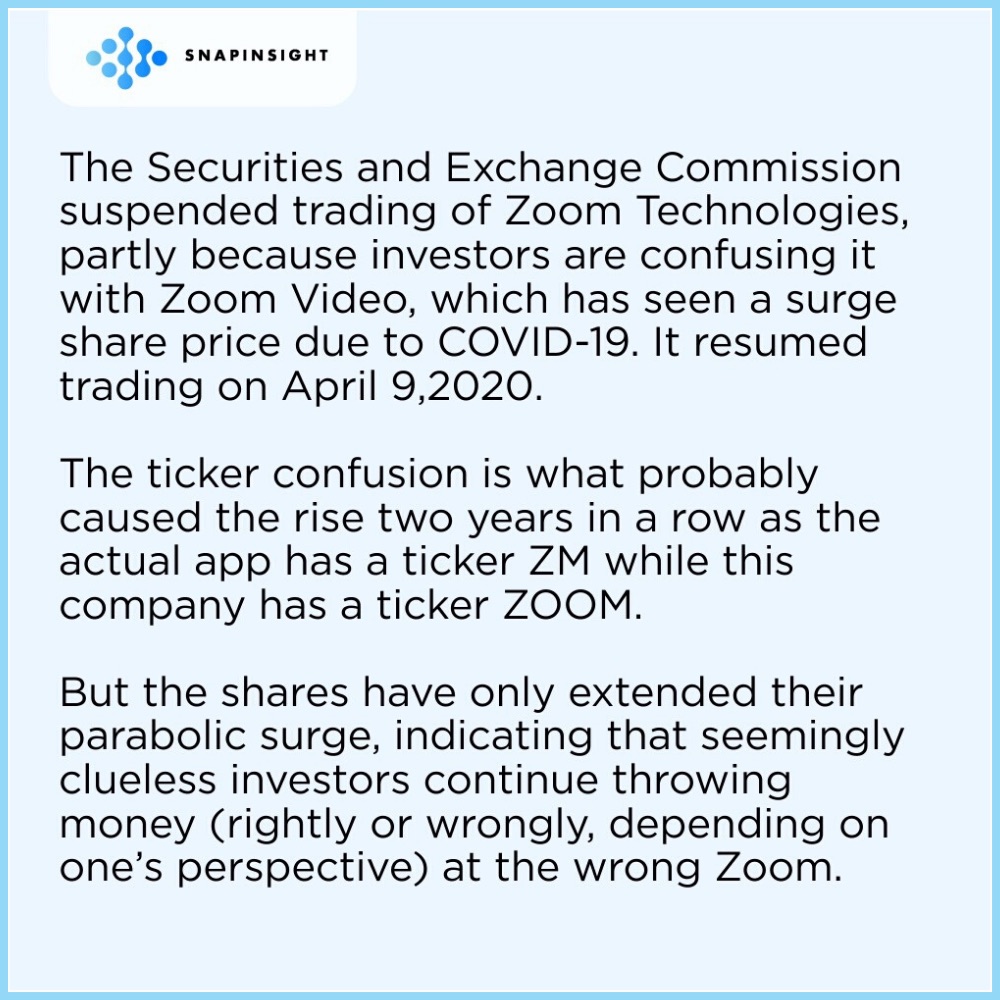 SNAPINSIGHT
The Securities and Exchange Commission
suspended trading of Zoom Technologies,
partly because investors are confusing it
with Zoom Video, which has seen a surge
share price due to COVID-19. It resumed
trading on April 9,2020.
The ticker confusion is what probably
caused the rise two years in a row as the
actual app has a ticker ZM while this
company has a ticker ZOOM.
But the shares have only extended their
parabolic surge, indicating that seemingly
clueless investors continue throwing
money (rightly or wrongly, depending on
one’s perspective) at the wrong Zoom.